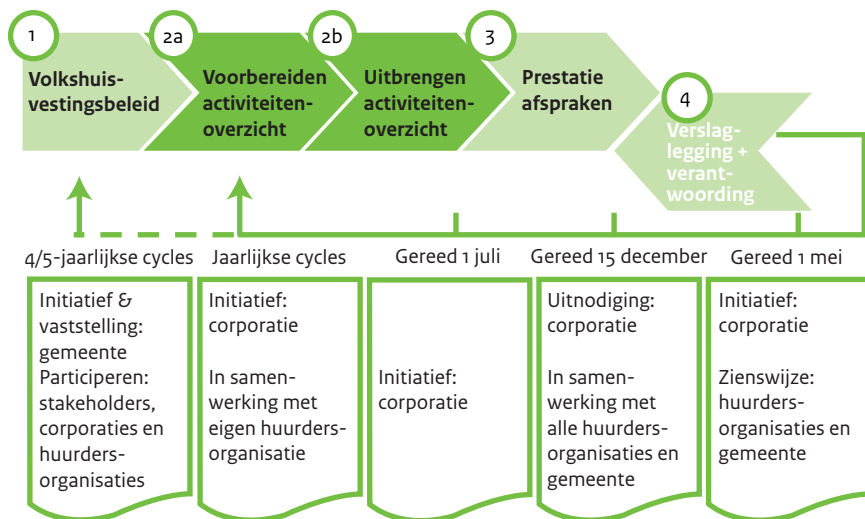 1
Volkshuis-
vestingsbeleid
2a
Voorbereiden
activiteiten-
overzicht
2b
Uitbrengen
activiteiten-
overzicht
3
Prestatie
afspraken
4
Verslag-
legging +
verant-
woording
4/5-jaarlijkse cycles
Jaarlijkse cycles
Gereed 1 juli
Gereed 15 december
Gereed 1 mei
Initiatief &
vaststelling:
gemeente
Participeren:
stakeholders,
corporaties en
huurders-
organisaties
Initiatief:
corporatie
In samen-
werking met
eigen huurders-
organisatie
Initiatief:
corporatie
Uitnodiging:
corporatie
In samen-
werking met
alle huurders-
organisaties en
gemeente
Initiatief:
corporatie
Zienswijze:
huurders-
organisaties en
gemeente